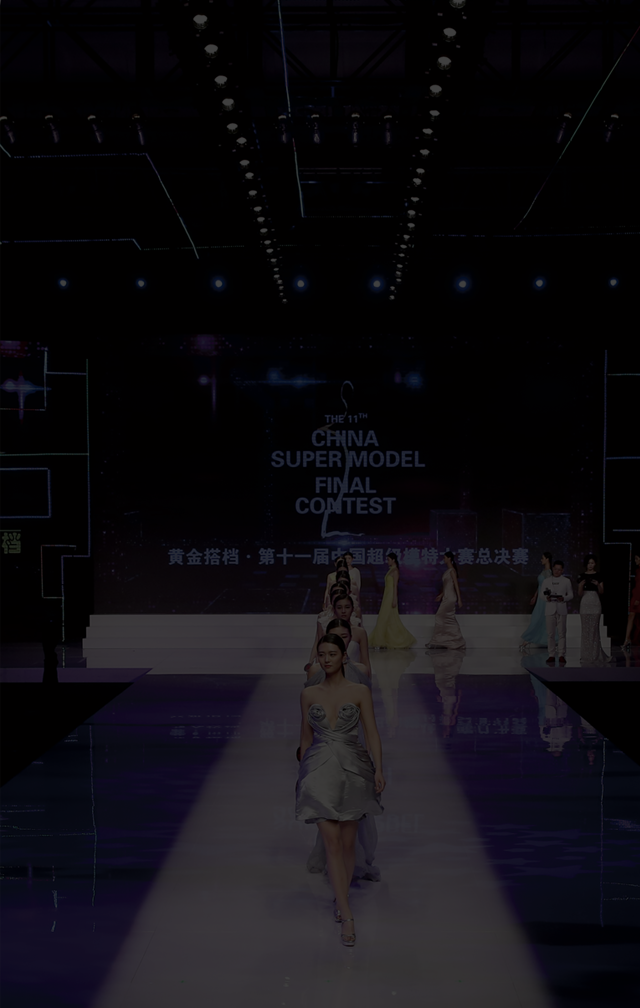 THE 11TH
CHINA
SUPER MODEL
FINAL
CONTEST
黄金搭档·第十一届中国超级模特大赛总决赛
档